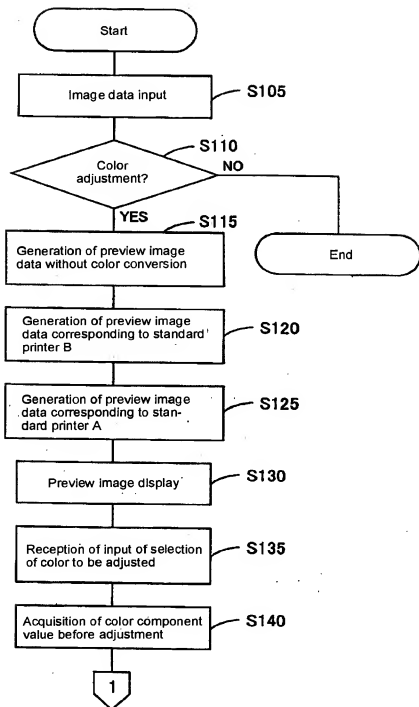 Start
Image data input
S105
S110
Color
adjustment?
NO
YES
S115
End
Generation of preview image
data without color conversion
Generation of preview image
data corresponding to standard
printer B
S120
Generation of preview image
data corresponding to stan-
dard printer A
S125
Preview image display
S130
Reception of input of selection
of color to be adjusted
S135
Acquisition of color component
value before adjustment
S140
1